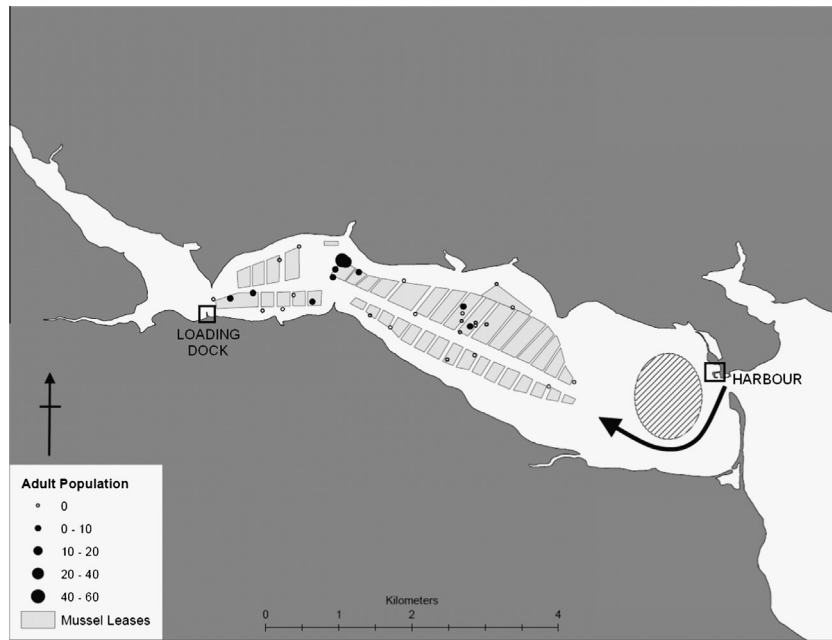 LOADING
DOCK
HARBOUR
Adult Population
0
0 - 10
10 - 20
20 - 40
40 - 60
Mussel Leases
Kilometers
0 1 2 4